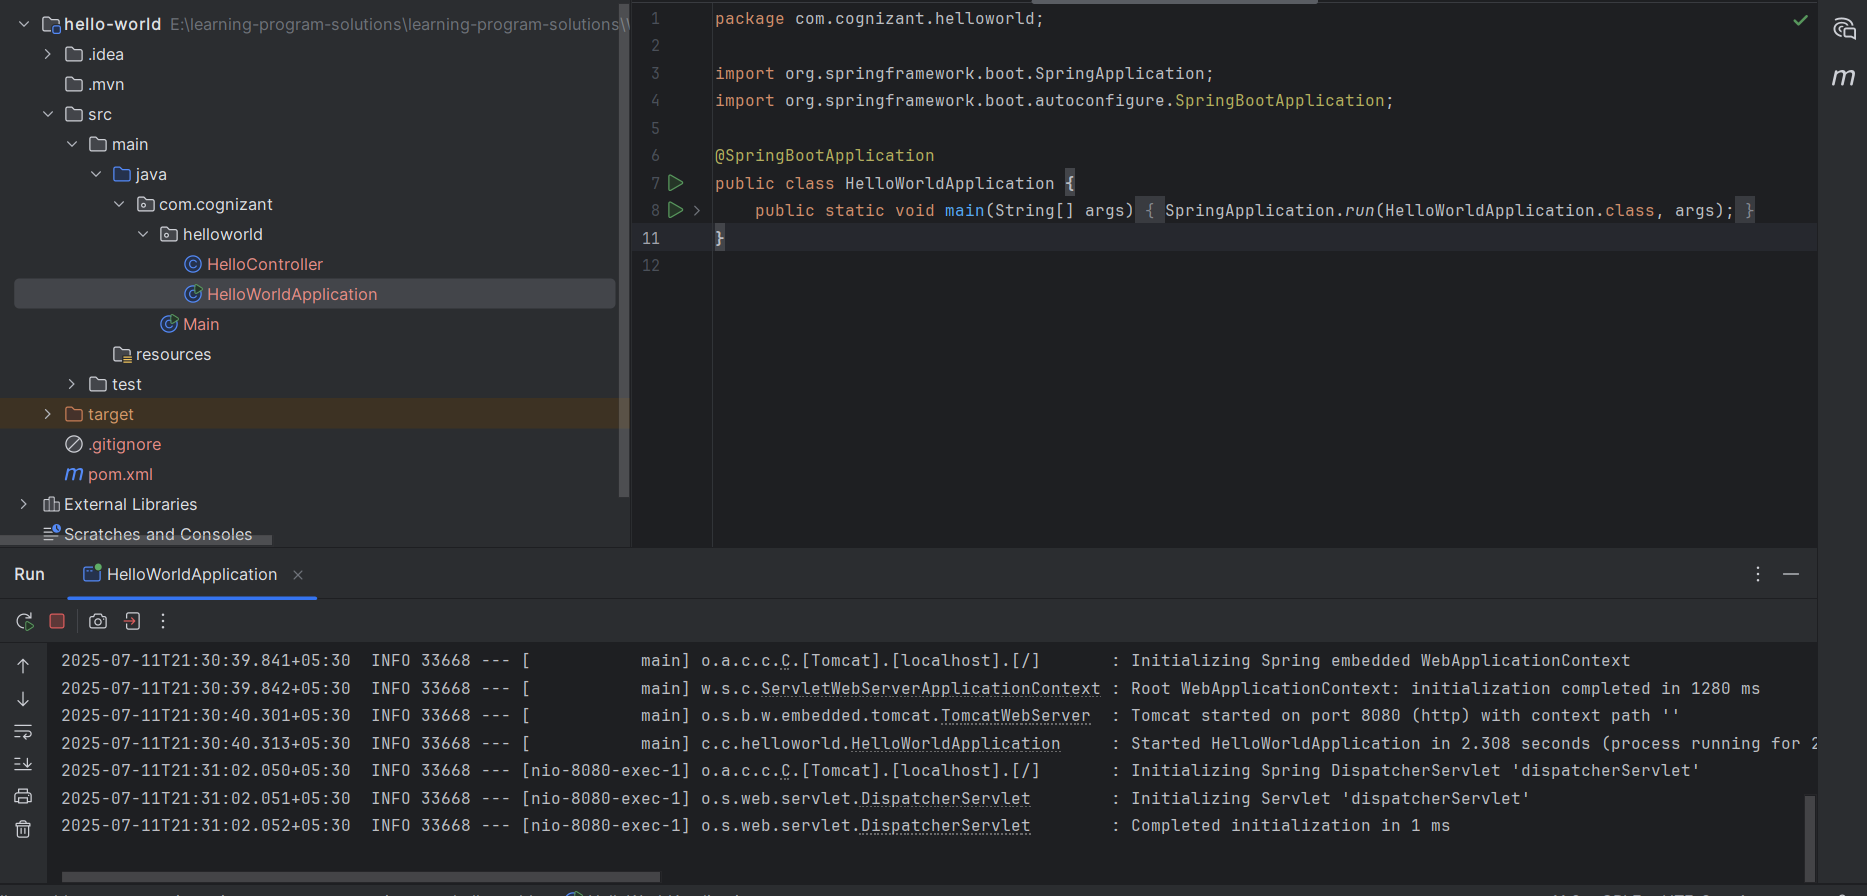 hello-world E:\learning-program-solutions\learning-program-solutions\
.idea
.mvn
src
main
java
com.cognizant
helloworld
HelloController
HelloWorldApplication
Main
resources
test
target
.gitignore
pom.xml
External Libraries
Scratches and Consoles
1 package com.cognizant.helloworld;
2
3 import org.springframework.boot.SpringApplication;
4 import org.springframework.boot.autoconfigure.SpringBootApplication;
5
6 @SpringBootApplication
7 public class HelloWorldApplication {
8 public static void main(String[] args) { SpringApplication.run(HelloWorldApplication.class, args); }
11 }
12
m
Run HelloWorldApplication
2025-07-11T21:30:39.841+05:30  INFO 33668 --- [           main] o.a.c.c.C.[Tomcat].[localhost].[/]       : Initializing Spring embedded WebApplicationContext
2025-07-11T21:30:39.842+05:30  INFO 33668 --- [           main] w.s.c.ServletWebServerApplicationContext : Root WebApplicationContext: initialization completed in 1280 ms
2025-07-11T21:30:40.301+05:30  INFO 33668 --- [           main] o.s.b.w.embedded.tomcat.TomcatWebServer  : Tomcat started on port 8080 (http) with context path ''
2025-07-11T21:30:40.313+05:30  INFO 33668 --- [           main] c.c.helloworld.HelloWorldApplication     : Started HelloWorldApplication in 2.308 seconds (process running for 2
2025-07-11T21:31:02.050+05:30  INFO 33668 --- [nio-8080-exec-1] o.a.c.c.C.[Tomcat].[localhost].[/]       : Initializing Spring DispatcherServlet 'dispatcherServlet'
2025-07-11T21:31:02.051+05:30  INFO 33668 --- [nio-8080-exec-1] o.s.web.servlet.DispatcherServlet        : Initializing Servlet 'dispatcherServlet'
2025-07-11T21:31:02.052+05:30  INFO 33668 --- [nio-8080-exec-1] o.s.web.servlet.DispatcherServlet        : Completed initialization in 1 ms